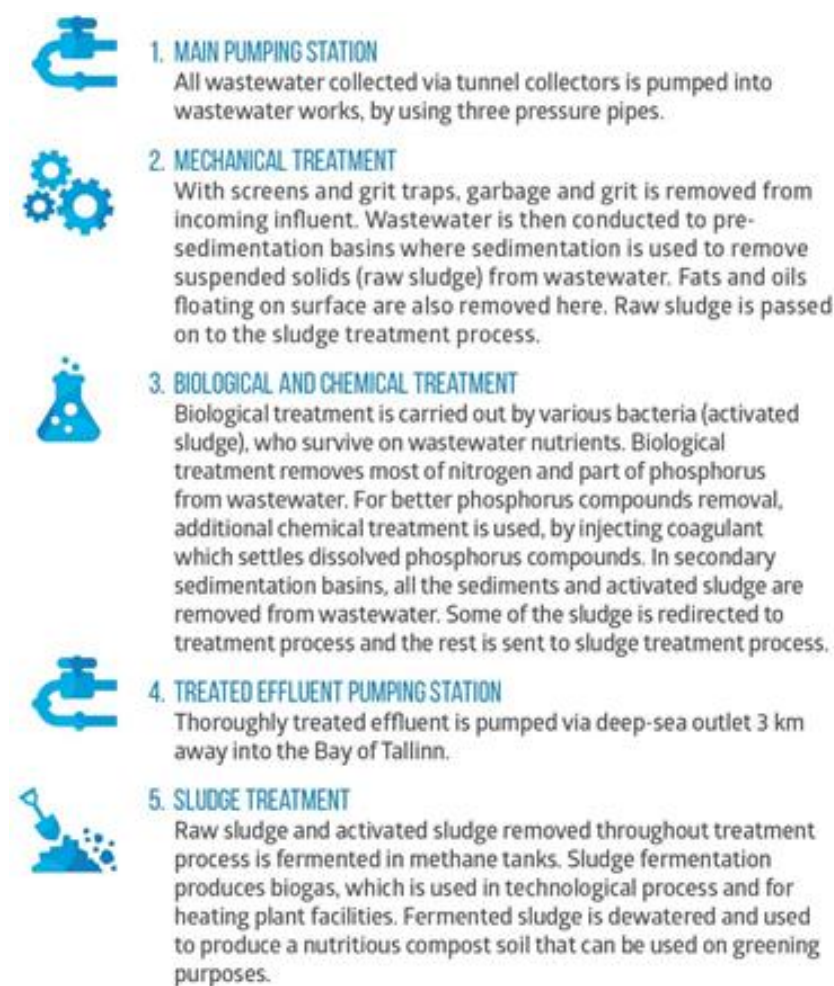 1. MAIN PUMPING STATION
All wastewater collected via tunnel collectors is pumped into
wastewater works, by using three pressure pipes.
2. MECHANICAL TREATMENT
With screens and grit traps, garbage and grit is removed from
incoming influent. Wastewater is then conducted to pre-
sedimentation basins where sedimentation is used to remove
suspended solids (raw sludge) from wastewater. Fats and oils
floating on surface are also removed here. Raw sludge is passed
on to the sludge treatment process.
3. BIOLOGICAL AND CHEMICAL TREATMENT
Biological treatment is carried out by various bacteria (activated
sludge), who survive on wastewater nutrients. Biological
treatment removes most of nitrogen and part of phosphorus
from wastewater. For better phosphorus compounds removal,
additional chemical treatment is used, by injecting coagulant
which settles dissolved phosphorus compounds. In secondary
sedimentation basins, all the sediments and activated sludge are
removed from wastewater. Some of the sludge is redirected to
treatment process and the rest is sent to sludge treatment process.
4. TREATED EFFLUENT PUMPING STATION
Thoroughly treated effluent is pumped via deep-sea outlet 3 km
away into the Bay of Tallinn.
5. SLUDGE TREATMENT
Raw sludge and activated sludge removed throughout treatment
process is fermented in methane tanks. Sludge fermentation
produces biogas, which is used in technological process and for
heating plant facilities. Fermented sludge is dewatered and used
to produce a nutritious compost soil that can be used on greening
purposes.